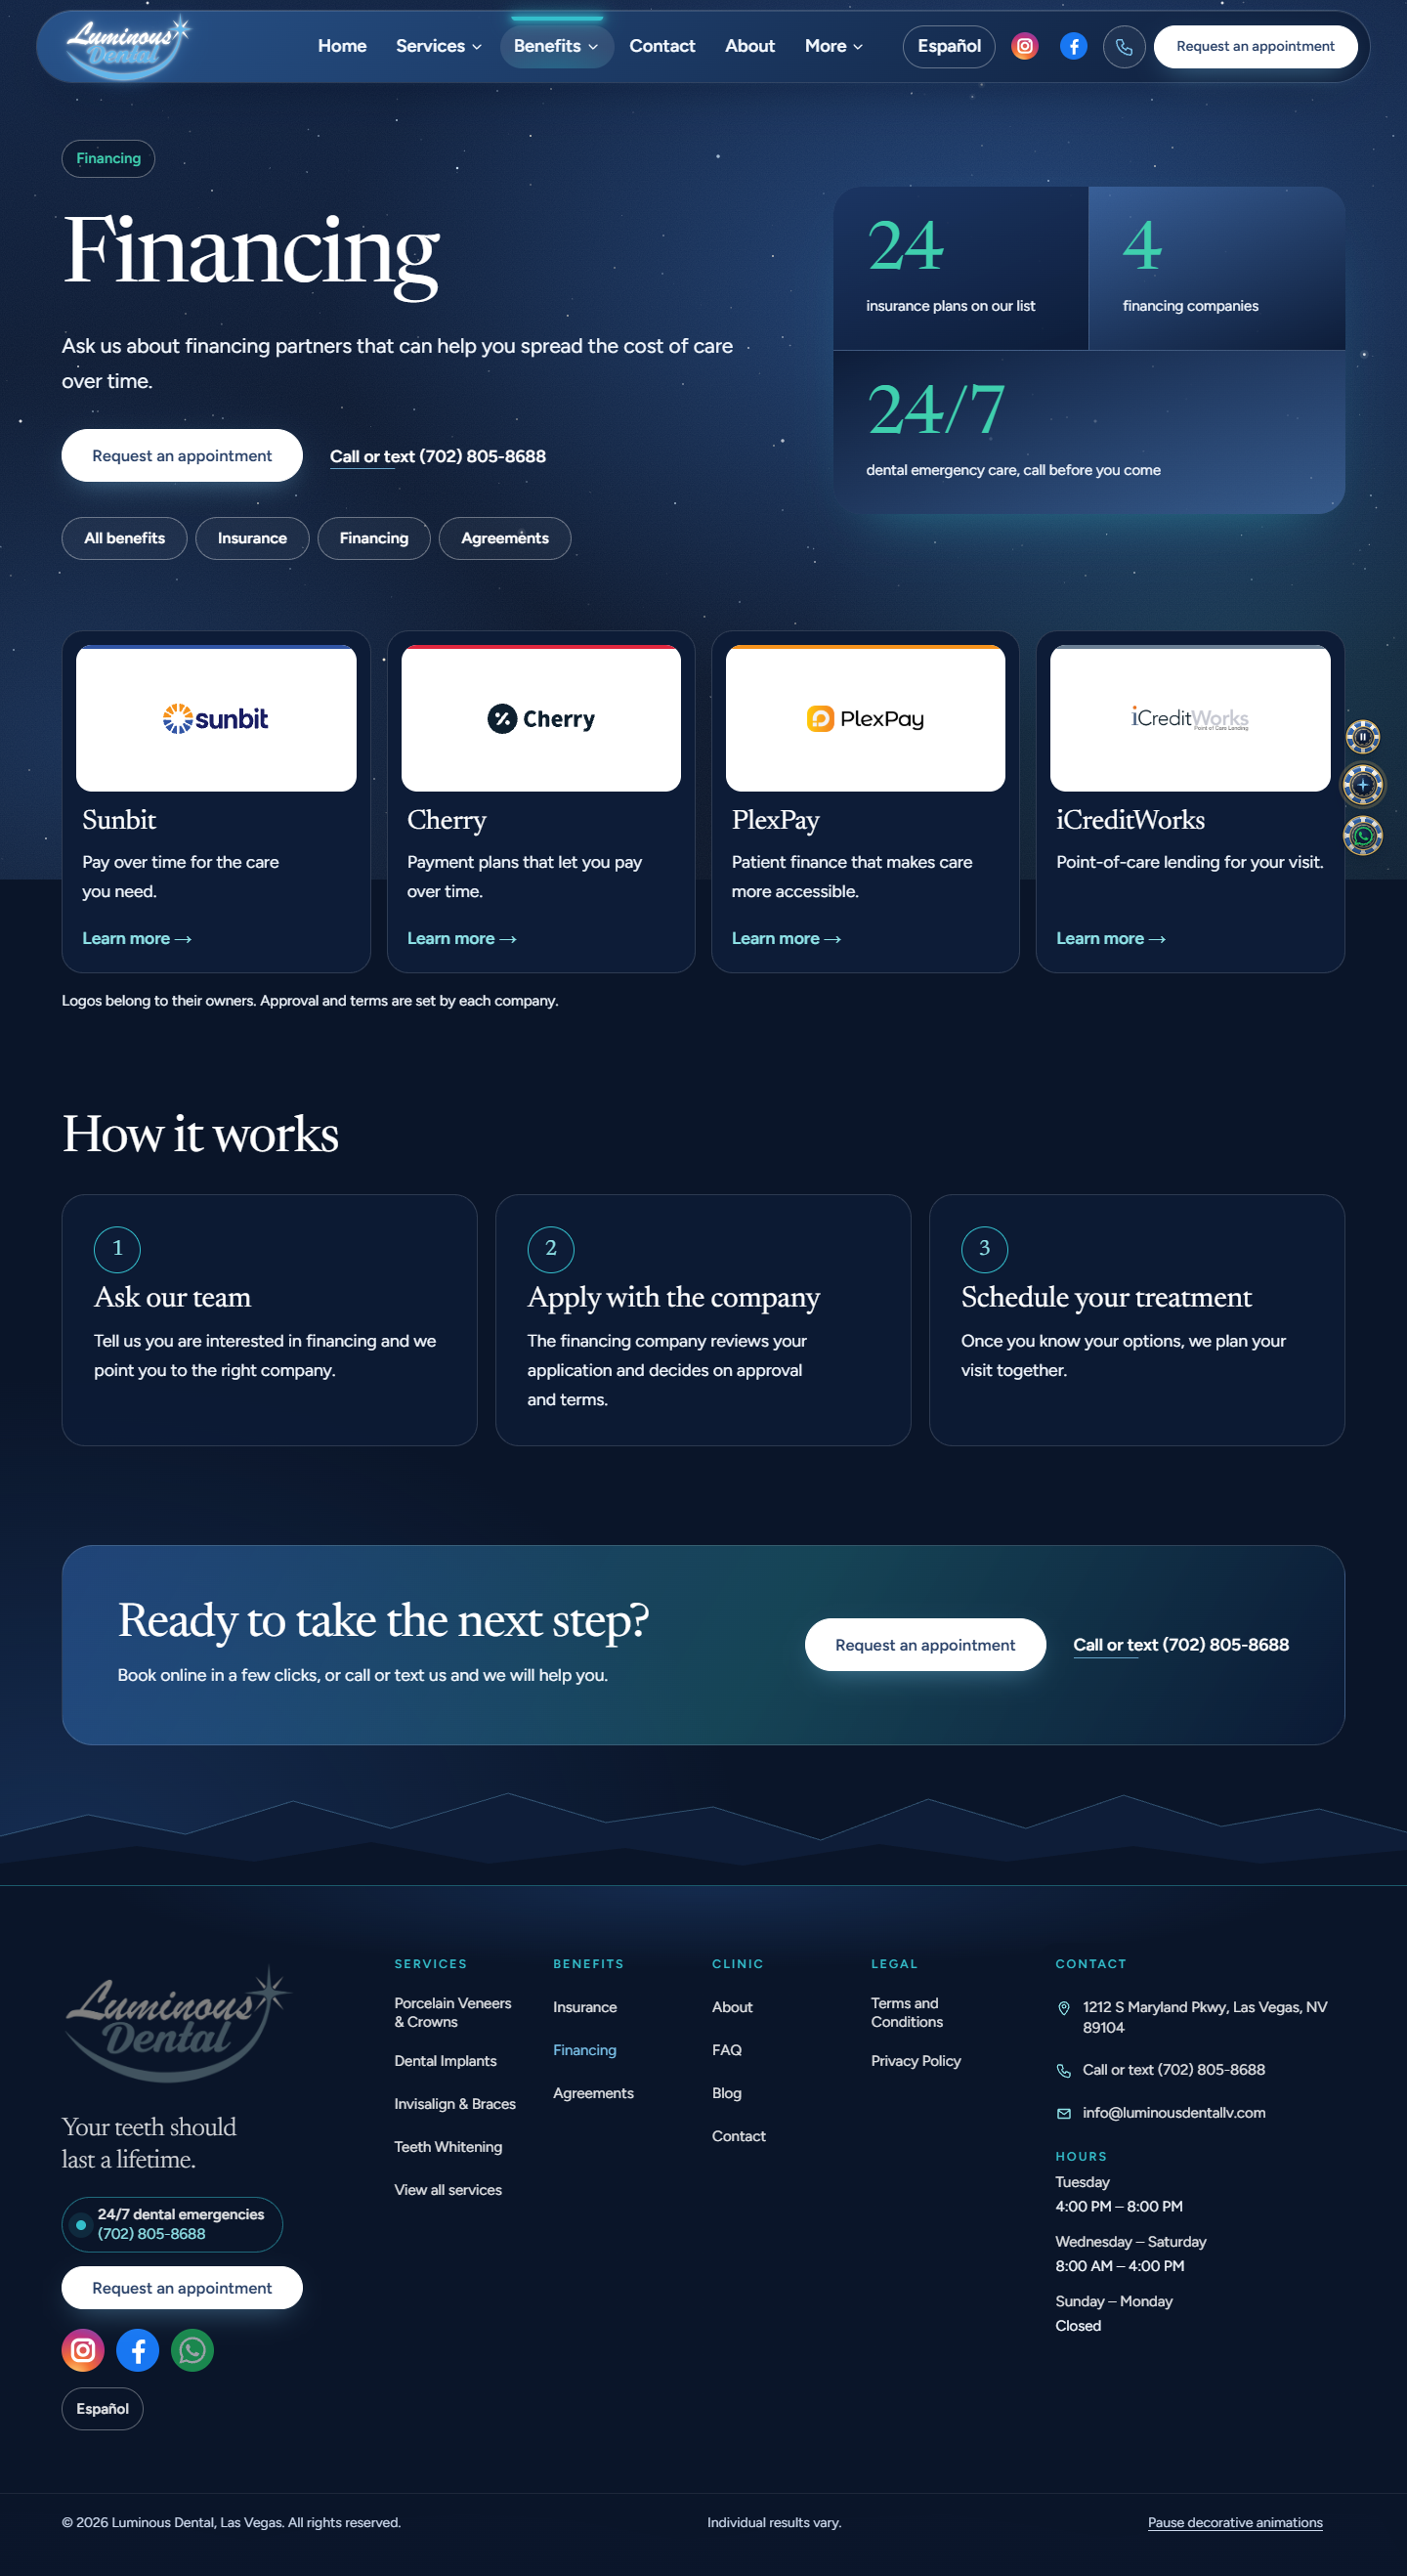 Luminous
Dental
Home
Services
Benefits
Contact
About
More
Español
Request an appointment
Financing
Financing
Ask us about financing partners that can help you spread the cost of care
over time.
Request an appointment
Call or text (702) 805-8688
All benefits
Insurance
Financing
Agreements
24
insurance plans on our list
4
financing companies
24/7
dental emergency care, call before you come
sunbit
Sunbit
Pay over time for the care
you need.
Learn more →
Cherry
Cherry
Payment plans that let you pay
over time.
Learn more →
PlexPay
PlexPay
Patient finance that makes care
more accessible.
Learn more →
iCreditWorks
Point of Care Lending
iCreditWorks
Point-of-care lending for your visit.
Learn more →
Logos belong to their owners. Approval and terms are set by each company.
How it works
1
Ask our team
Tell us you are interested in financing and we
point you to the right company.
2
Apply with the company
The financing company reviews your
application and decides on approval
and terms.
3
Schedule your treatment
Once you know your options, we plan your
visit together.
Ready to take the next step?
Book online in a few clicks, or call or text us and we will help you.
Request an appointment
Call or text (702) 805-8688
Luminous
Dental
Your teeth should
last a lifetime.
24/7 dental emergencies
(702) 805-8688
Request an appointment
Español
SERVICES
Porcelain Veneers
& Crowns
Dental Implants
Invisalign & Braces
Teeth Whitening
View all services
BENEFITS
Insurance
Financing
Agreements
CLINIC
About
FAQ
Blog
Contact
LEGAL
Terms and
Conditions
Privacy Policy
CONTACT
1212 S Maryland Pkwy, Las Vegas, NV
89104
Call or text (702) 805-8688
info@luminousdentallv.com
HOURS
Tuesday
4:00 PM – 8:00 PM
Wednesday – Saturday
8:00 AM – 4:00 PM
Sunday – Monday
Closed
© 2026 Luminous Dental, Las Vegas. All rights reserved.
Individual results vary.
Pause decorative animations